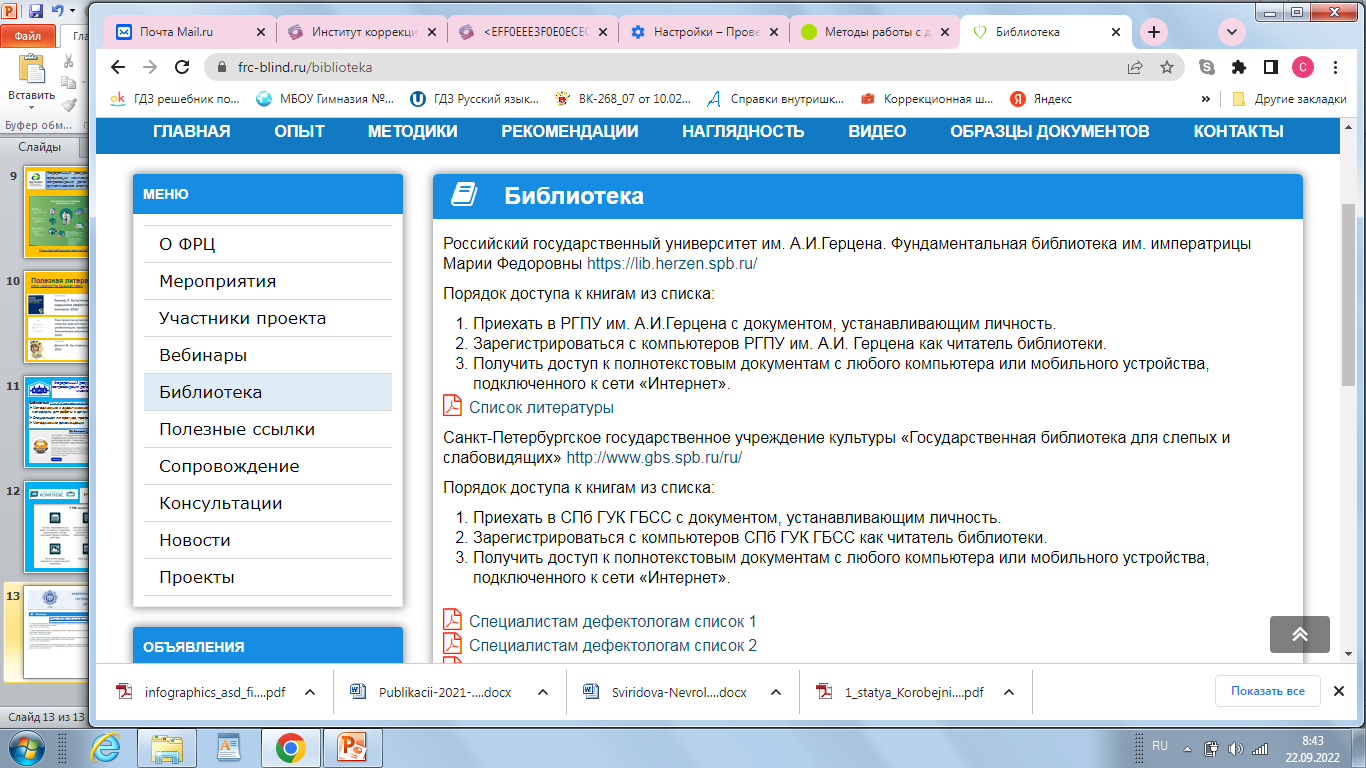 Файл
Гла
Вставить
Буфер обм...
Слайды
9
10
Полезная литера
11
12
13
Слайд 13 из 13
Почта Mail.ru
Институт коррекци
<EFF0EEE3F0E0ECEC
Настройки – Прове
Методы работы с д
Библиотека
frc-blind.ru/biblioteka
С
ГДЗ решебник по...
МБОУ Гимназия №...
ГДЗ Русский язык...
ВК-268_07 от 10.02...
Справки внутришк...
Коррекционная ш...
Яндекс
»
Другие закладки
ГЛАВНАЯ
ОПЫТ
МЕТОДИКИ
РЕКОМЕНДАЦИИ
НАГЛЯДНОСТЬ
ВИДЕО
ОБРАЗЦЫ ДОКУМЕНТОВ
КОНТАКТЫ
МЕНЮ
О ФРЦ
Мероприятия
Участники проекта
Вебинары
Библиотека
Полезные ссылки
Сопровождение
Консультации
Новости
Проекты
ОБЪЯВЛЕНИЯ
Библиотека
Российский государственный университет им. А.И.Герцена. Фундаментальная библиотека им. императрицы
Марии Федоровны https://lib.herzen.spb.ru/
Порядок доступа к книгам из списка:
1. Приехать в РГПУ им. А.И.Герцена с документом, устанавливающим личность.
2. Зарегистрироваться с компьютеров РГПУ им. А.И. Герцена как читатель библиотеки.
3. Получить доступ к полнотекстовым документам с любого компьютера или мобильного устройства,
подключенного к сети «Интернет».
Список литературы
Санкт-Петербургское государственное учреждение культуры «Государственная библиотека для слепых и
слабовидящих» http://www.gbs.spb.ru/ru/
Порядок доступа к книгам из списка:
1. Приехать в СПб ГУК ГБСС с документом, устанавливающим личность.
2. Зарегистрироваться с компьютеров СПб ГУК ГБСС как читатель библиотеки.
3. Получить доступ к полнотекстовым документам с любого компьютера или мобильного устройства,
подключенного к сети «Интернет».
Специалистам дефектологам список 1
Специалистам дефектологам список 2
infographics_asd_fi....pdf
Publikacii-2021-....docx
Sviridova-Nevrol....docx
1_statya_Korobejni....pdf
Показать все
RU
8:43
22.09.2022